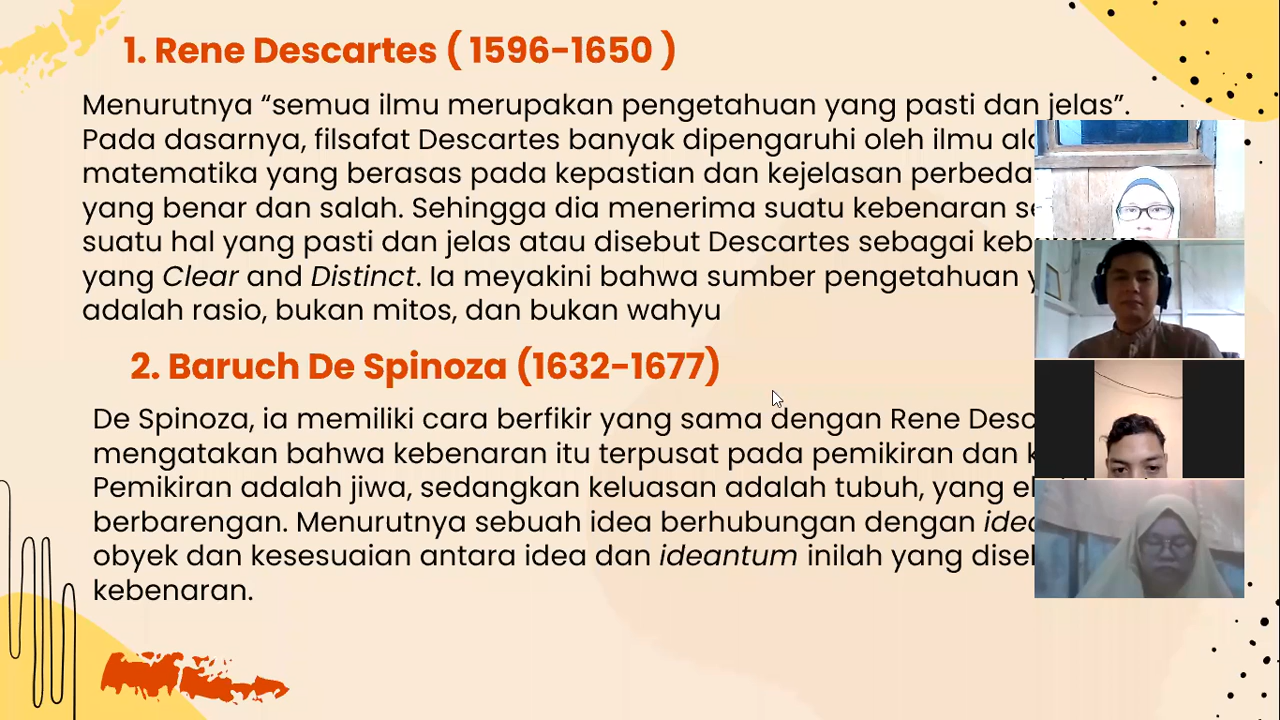 1. Rene Descartes ( 1596-1650 )
Menurutnya “semua ilmu merupakan pengetahuan yang pasti dan jelas”.
Pada dasarnya, filsafat Descartes banyak dipengaruhi oleh ilmu
matematika yang berasas pada kepastian dan kejelasan
yang benar dan salah. Sehingga dia menerima suatu kebenaran
suatu hal yang pasti dan jelas atau disebut Descartes sebagai
yang Clear and Distinct. Ia meyakini bahwa sumber pengetahuan
adalah rasio, bukan mitos, dan bukan wahyu
2. Baruch De Spinoza (1632-1677)
De Spinoza, ia memiliki cara berfikir yang sama dengan Rene
mengatakan bahwa kebenaran itu terpusat pada pemikiran dan
Pemikiran adalah jiwa, sedangkan keluasan adalah tubuh, yang
berbarengan. Menurutnya sebuah idea berhubungan dengan
obyek dan kesesuaian antara idea dan ideantum inilah yang
kebenaran.